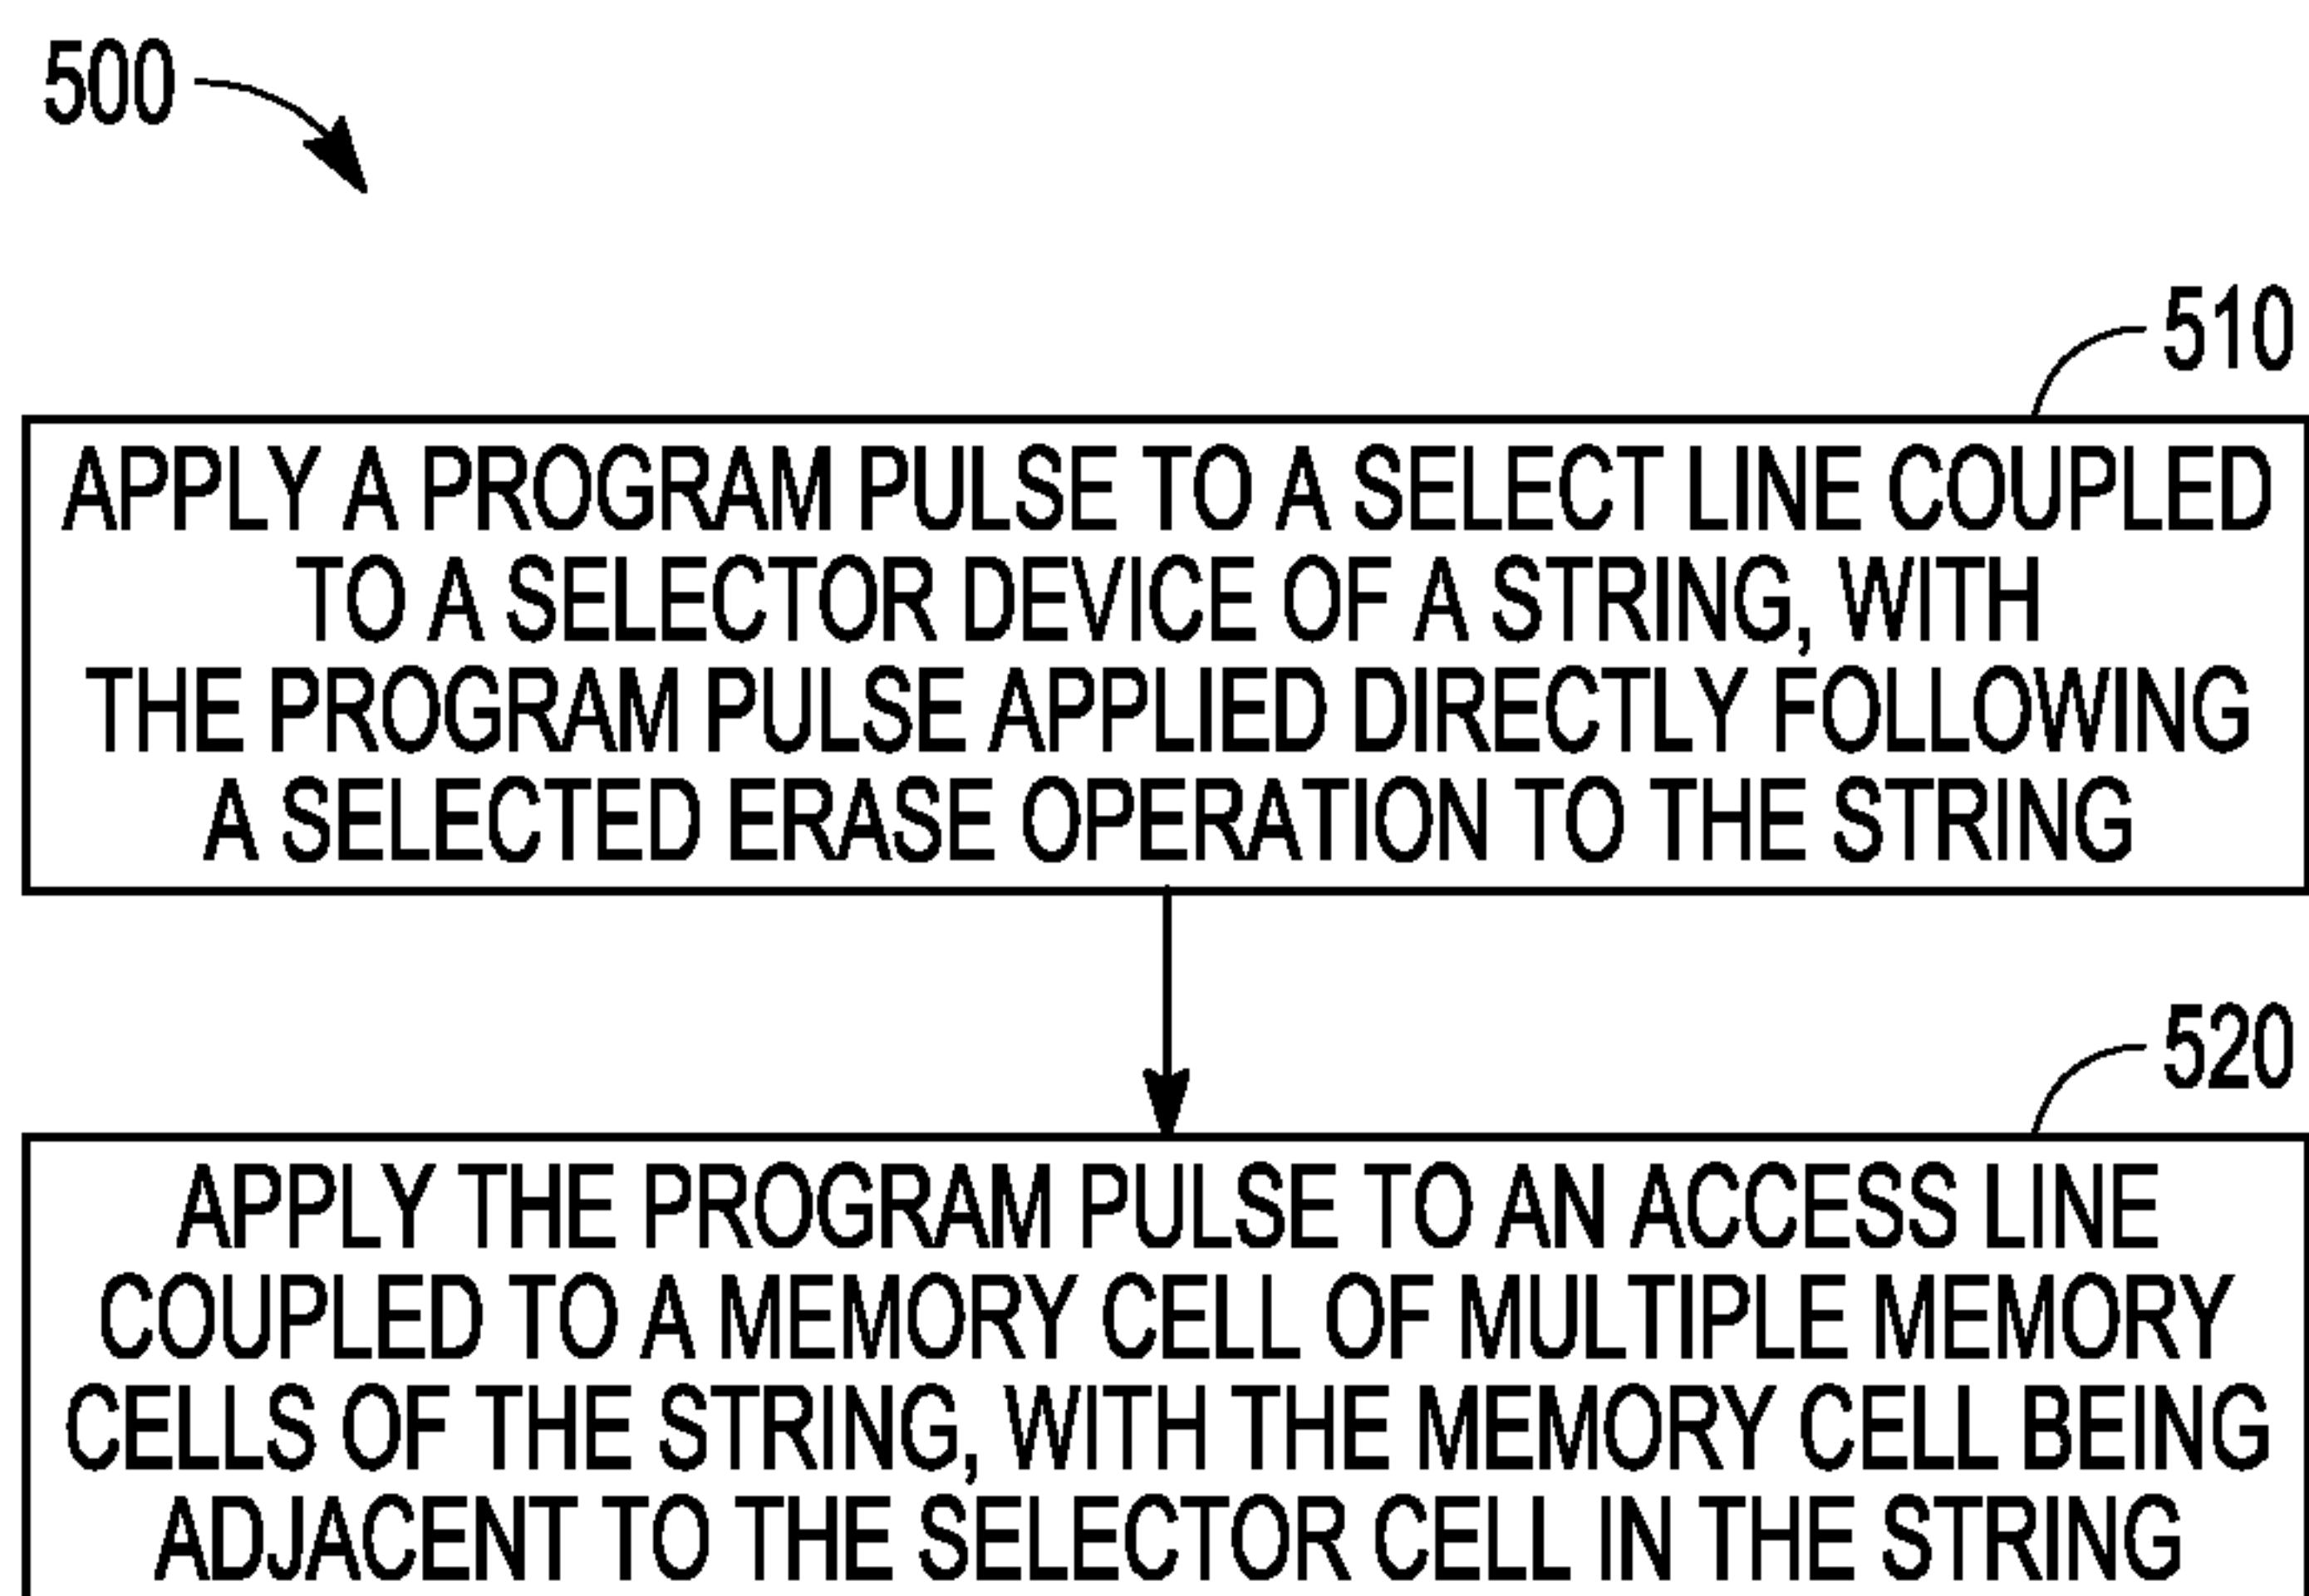 500
510
APPLY A PROGRAM PULSE TO A SELECT LINE COUPLED
TO A SELECTOR DEVICE OF A STRING, WITH
THE PROGRAM PULSE APPLIED DIRECTLY FOLLOWING
A SELECTED ERASE OPERATION TO THE STRING
520
APPLY THE PROGRAM PULSE TO AN ACCESS LINE
COUPLED TO A MEMORY CELL OF MULTIPLE MEMORY
CELLS OF THE STRING, WITH THE MEMORY CELL BEING
ADJACENT TO THE SELECTOR CELL IN THE STRING